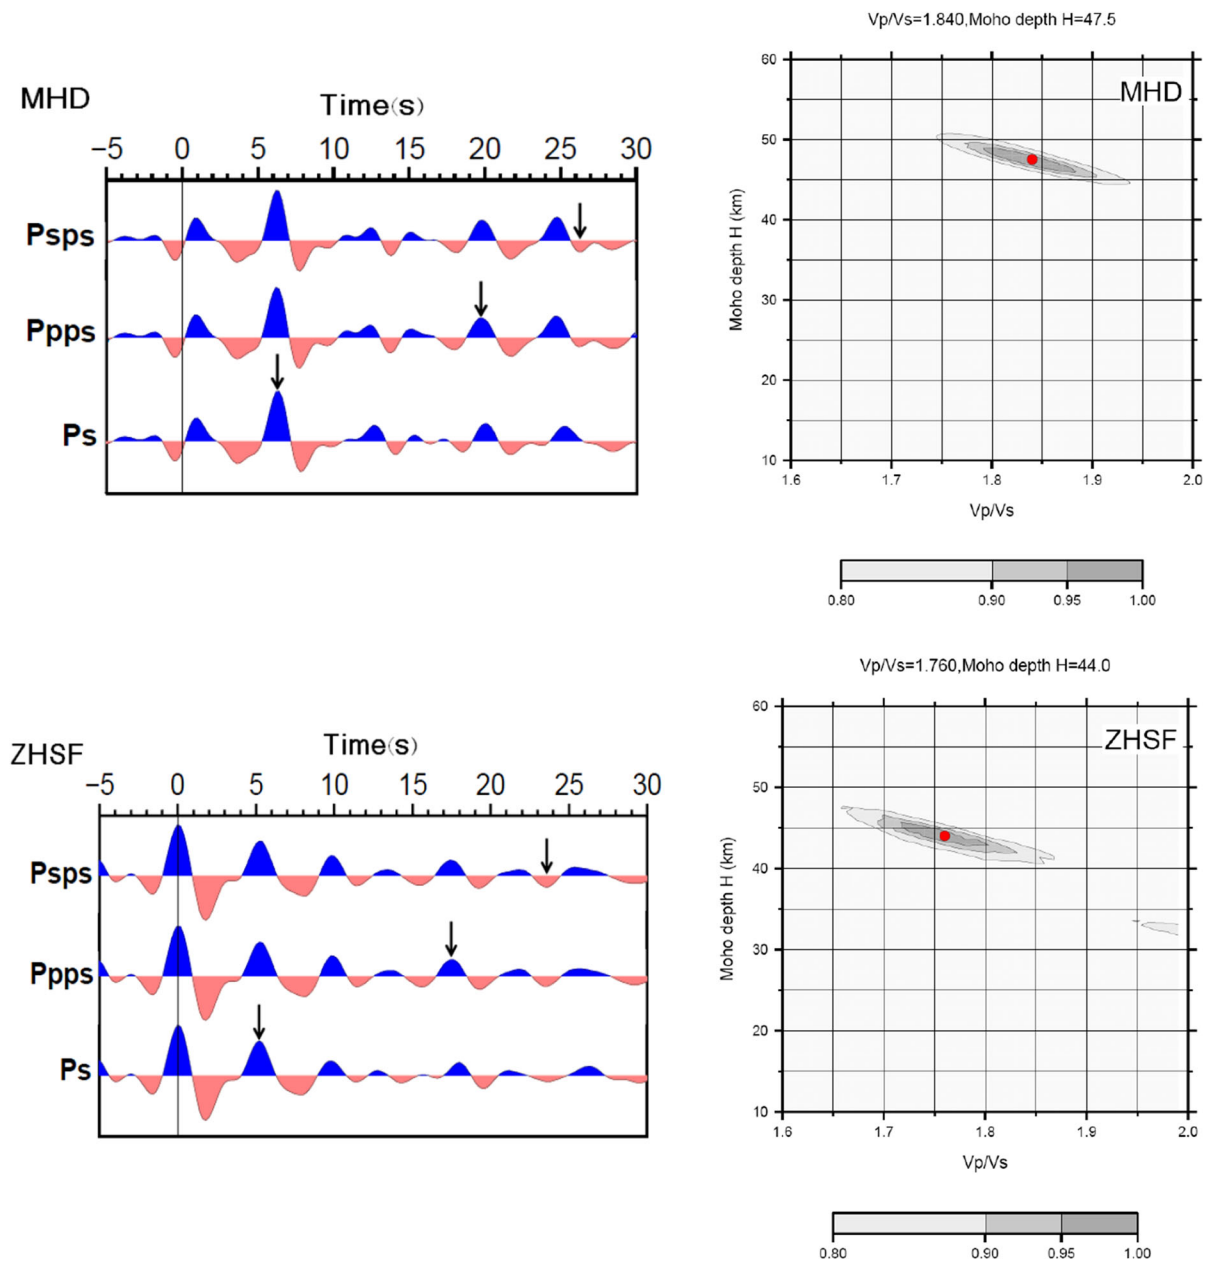 MHD
Time(s)
−5 0 5 10 15 20 25 30
Psps
Ppps
Ps
Vp/Vs=1.840,Moho depth H=47.5
MHD
Moho depth H (km)
60
50
40
30
20
10
1.6 1.7 1.8 1.9 2.0
Vp/Vs
0.80 0.90 0.95 1.00
ZHSF
Time(s)
−5 0 5 10 15 20 25 30
Psps
Ppps
Ps
Vp/Vs=1.760,Moho depth H=44.0
ZHSF
Moho depth H (km)
60
50
40
30
20
10
1.6 1.7 1.8 1.9 2.0
Vp/Vs
0.80 0.90 0.95 1.00